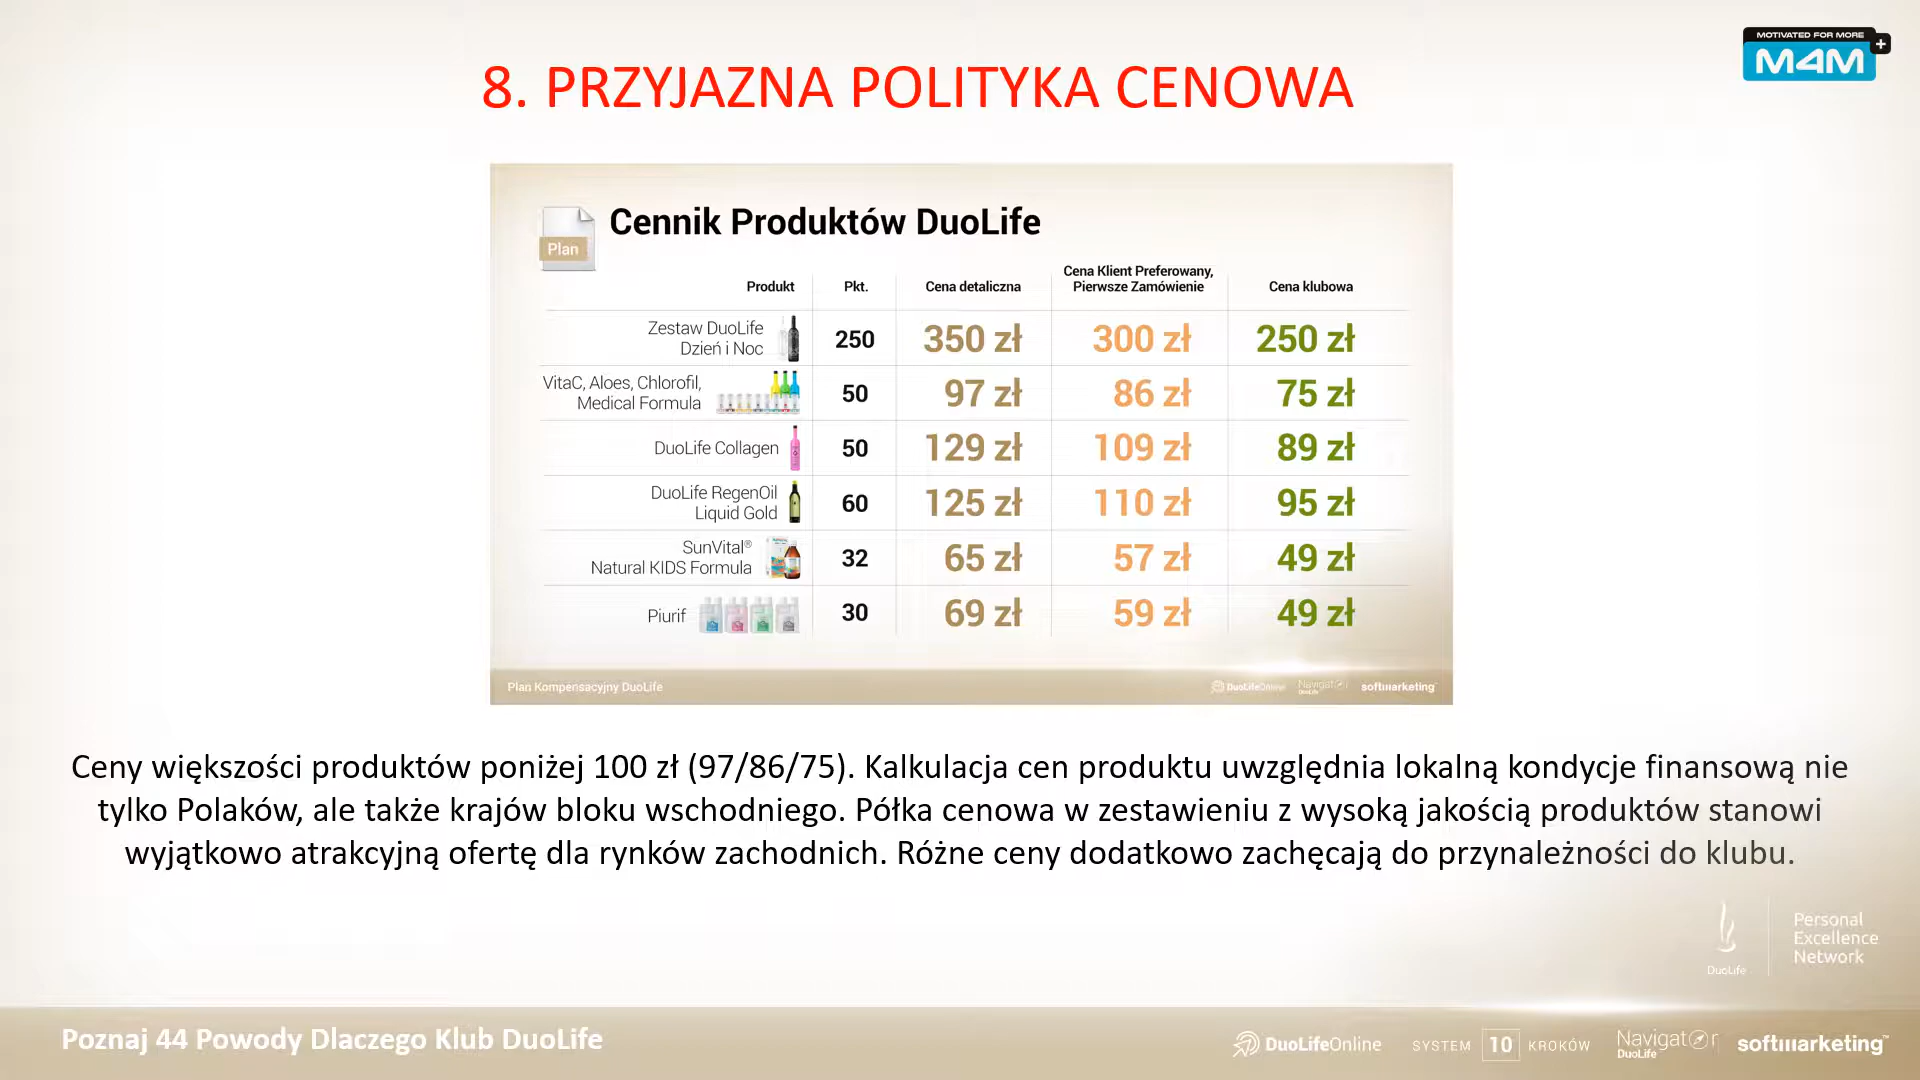 MOTIVATED FOR MORE
M4M+
8. PRZYJAZNA POLITYKA CENOWA
Plan
Cennik Produktów DuoLife
Produkt Pkt. Cena detaliczna Cena Klient Preferowany, Pierwsze Zamówienie Cena klubowa
Zestaw DuoLife Dzień i Noc 250 350 zł 300 zł 250 zł
VitaC, Aloes, Chlorofil, Medical Formula 50 97 zł 86 zł 75 zł
DuoLife Collagen 50 129 zł 109 zł 89 zł
DuoLife RegenOil Liquid Gold 60 125 zł 110 zł 95 zł
SunVital® Natural KIDS Formula 32 65 zł 57 zł 49 zł
Piurif 30 69 zł 59 zł 49 zł
Plan Kompensacyjny DuoLife DuoLifeOnline Navigator DuoLife softmarketing
Ceny większości produktów poniżej 100 zł (97/86/75). Kalkulacja cen produktu uwzględnia lokalną kondycje finansową nie
tylko Polaków, ale także krajów bloku wschodniego. Półka cenowa w zestawieniu z wysoką jakością produktów stanowi
wyjątkowo atrakcyjną ofertę dla rynków zachodnich. Różne ceny dodatkowo zachęcają do przynależności do klubu.
DuoLife
Personal
Excellence
Network
Poznaj 44 Powody Dlaczego Klub DuoLife
DuoLifeOnline SYSTEM 10 KROKÓW Navigator DuoLife softmarketing™